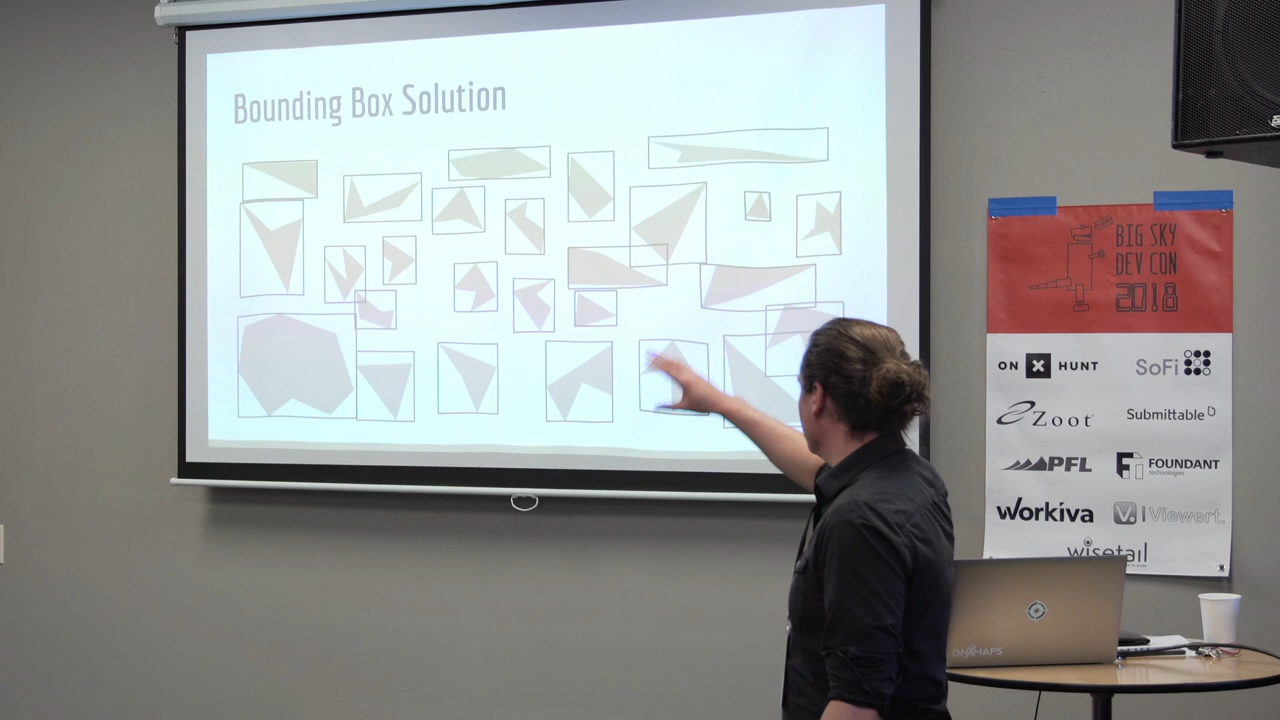 Bounding Box Solution
BIG SKY
DEV CON
2018
ON X HUNT
SoFi
Zoot
Submittable
PFL
FOUNDANT
technologies
Workiva
V. | Viewert.
wisetail
ONXMAPS